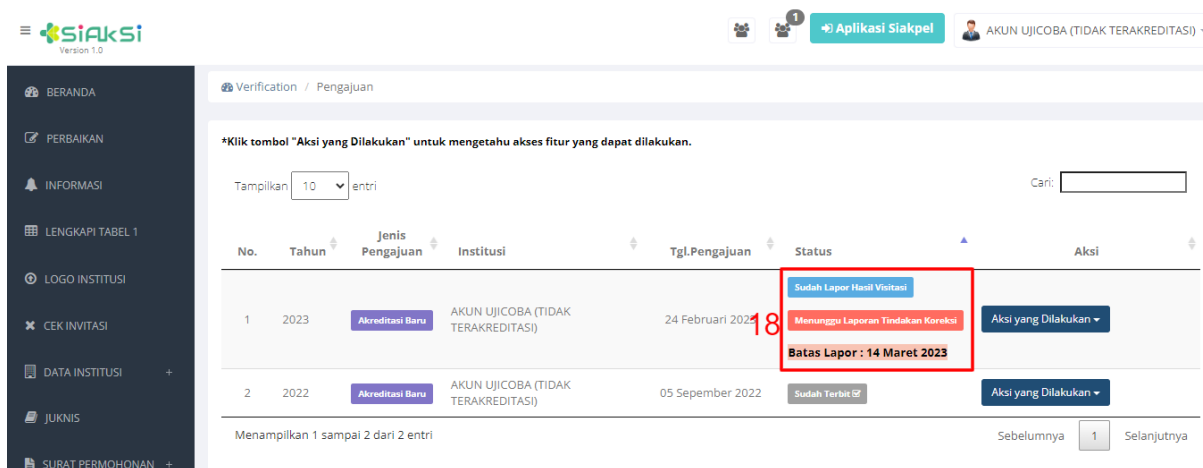 ≡ SiAkSi
Version 1.0
1
Aplikasi Siakpel
AKUN UJICOBA (TIDAK TERAKREDITASI)
BERANDA
PERBAIKAN
INFORMASI
LENGKAPI TABEL 1
LOGO INSTITUSI
CEK INVITASI
DATA INSTITUSI +
JUKNIS
SURAT PERMOHONAN +
Verification / Pengajuan
*Klik tombol "Aksi yang Dilakukan" untuk mengetahu akses fitur yang dapat dilakukan.
Tampilkan 10 entri
Cari:
No. Tahun Jenis Pengajuan Institusi Tgl.Pengajuan Status Aksi
1 2023 Akreditasi Baru AKUN UJICOBA (TIDAK TERAKREDITASI) 24 Februari 2023
18
Sudah Lapor Hasil Visitasi
Menunggu Laporan Tindakan Koreksi
Batas Lapor : 14 Maret 2023
Aksi yang Dilakukan
2 2022 Akreditasi Baru AKUN UJICOBA (TIDAK TERAKREDITASI) 05 Sepember 2022 Sudah Terbit Aksi yang Dilakukan
Menampilkan 1 sampai 2 dari 2 entri
Sebelumnya 1 Selanjutnya